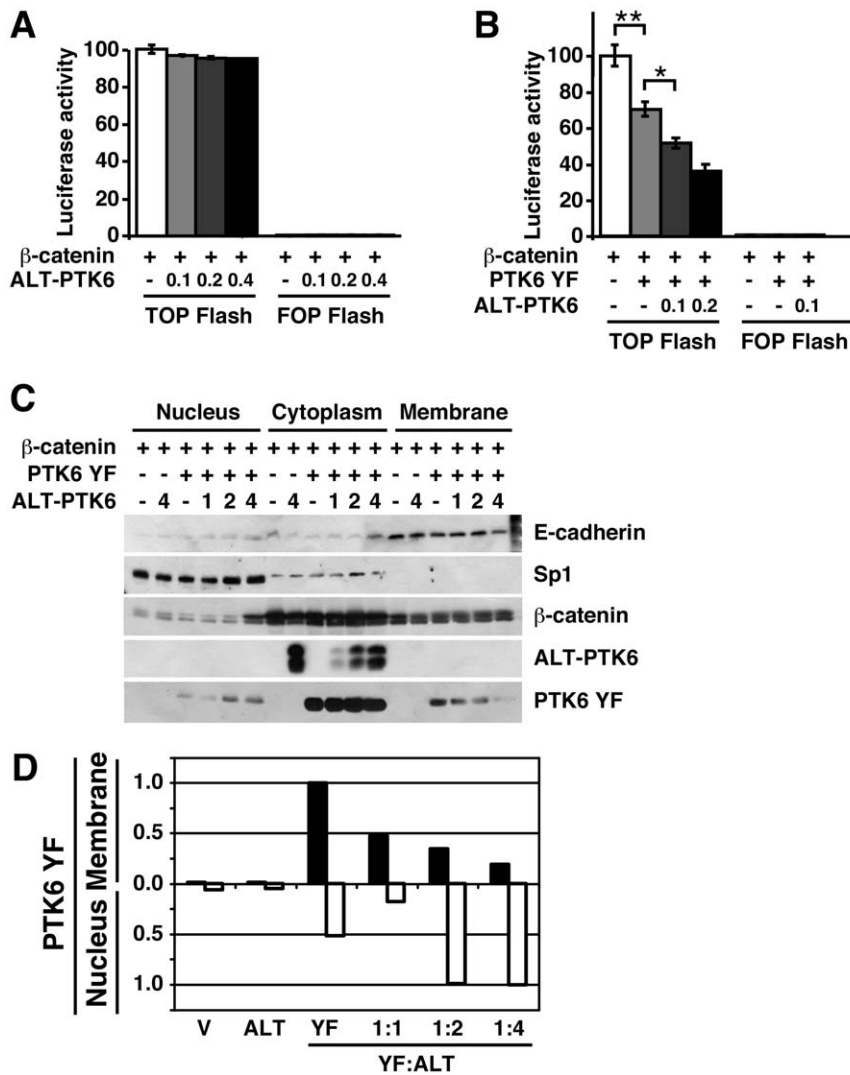 A
Luciferase activity
100
80
60
40
20
0
β-catenin + + + + + + + +
ALT-PTK6 - 0.1 0.2 0.4 - 0.1 0.2 0.4
TOP Flash FOP Flash
B
Luciferase activity
100
80
60
40
20
0
**
*
β-catenin + + + + + + +
PTK6 YF - + + + - + +
ALT-PTK6 - - 0.1 0.2 - - 0.1
TOP Flash FOP Flash
C
Nucleus Cytoplasm Membrane
β-catenin + + + + + + + + + + + + + + + + + +
PTK6 YF - - + + + + - - + + + + - - + + + +
ALT-PTK6 - 4 - 1 2 4 - 4 - 1 2 4 - 4 - 1 2 4
E-cadherin
Sp1
β-catenin
ALT-PTK6
PTK6 YF
D
PTK6 YF
Nucleus Membrane
1.0
0.5
0.0
0.5
1.0
V ALT YF 1:1 1:2 1:4
YF:ALT